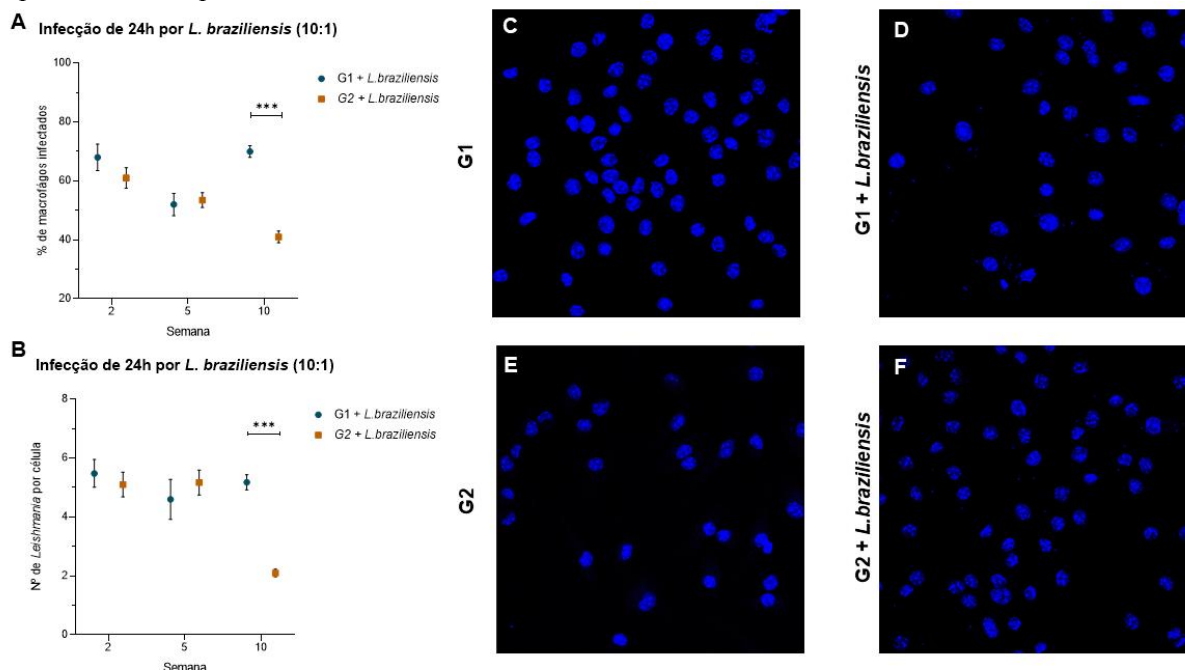 A
Infecção de 24h por L. braziliensis (10:1)
G1 + L.braziliensis
G2 + L.braziliensis
***
% de macrofágos infectados
100
80
60
40
20
2 5 10
Semana
B
Infecção de 24h por L. braziliensis (10:1)
G1 + L.braziliensis
G2 + L.braziliensis
***
Nº de Leishmania por célula
8
6
4
2
0
2 5 10
Semana
C
G1
D
G1 + L.braziliensis
E
G2
F
G2 + L.braziliensis